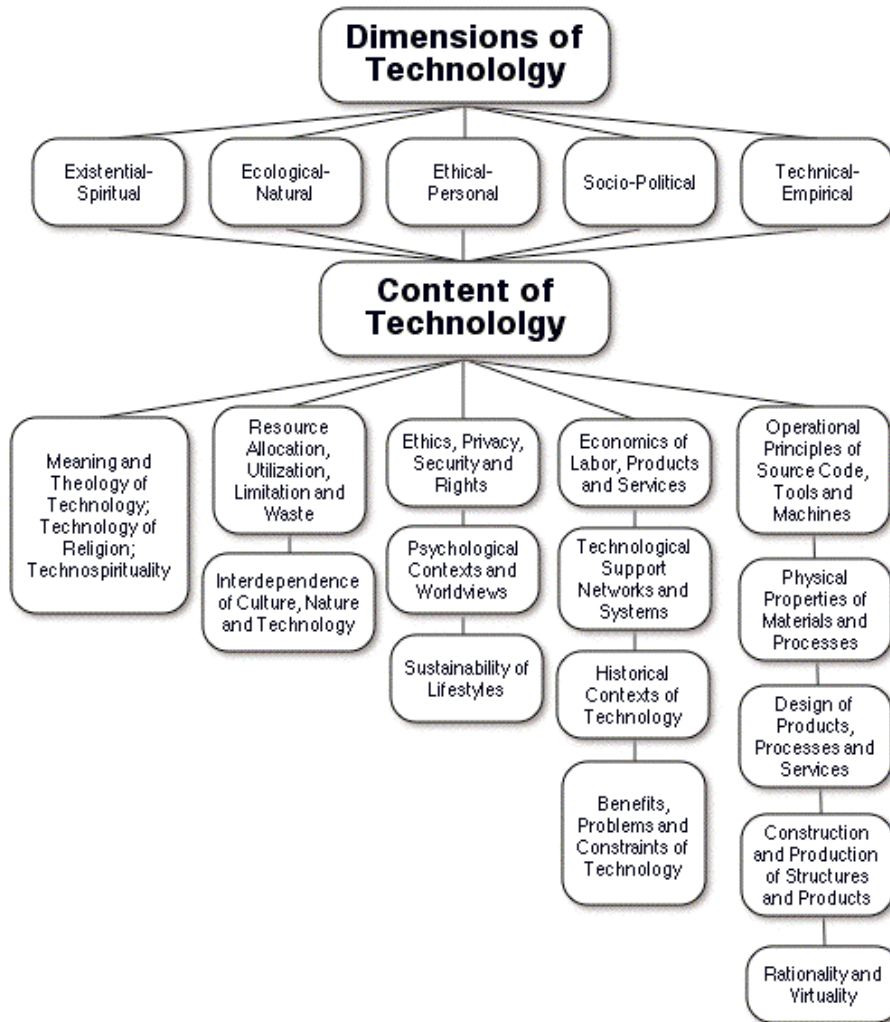 Dimensions of
Technololgy
Existential-
Spiritual
Ecological-
Natural
Ethical-
Personal
Socio-Political
Technical-
Empirical
Content of
Technololgy
Meaning and
Theology of
Technology;
Technology of
Religion;
Technospirituality
Resource
Allocation,
Utilization,
Limitation and
Waste
Interdependence
of Culture, Nature
and Technology
Ethics, Privacy,
Security and
Rights
Psychological
Contexts and
Worldviews
Sustainability of
Lifestyles
Economics of
Labor, Products
and Services
Technological
Support
Networks and
Systems
Historical
Contexts of
Technology
Benefits,
Problems and
Constraints of
Technology
Operational
Principles of
Source Code,
Tools and
Machines
Physical
Properties of
Materials and
Processes
Design of
Products,
Processes and
Services
Construction
and Production
of Structures
and Products
Rationality and
Virtuality